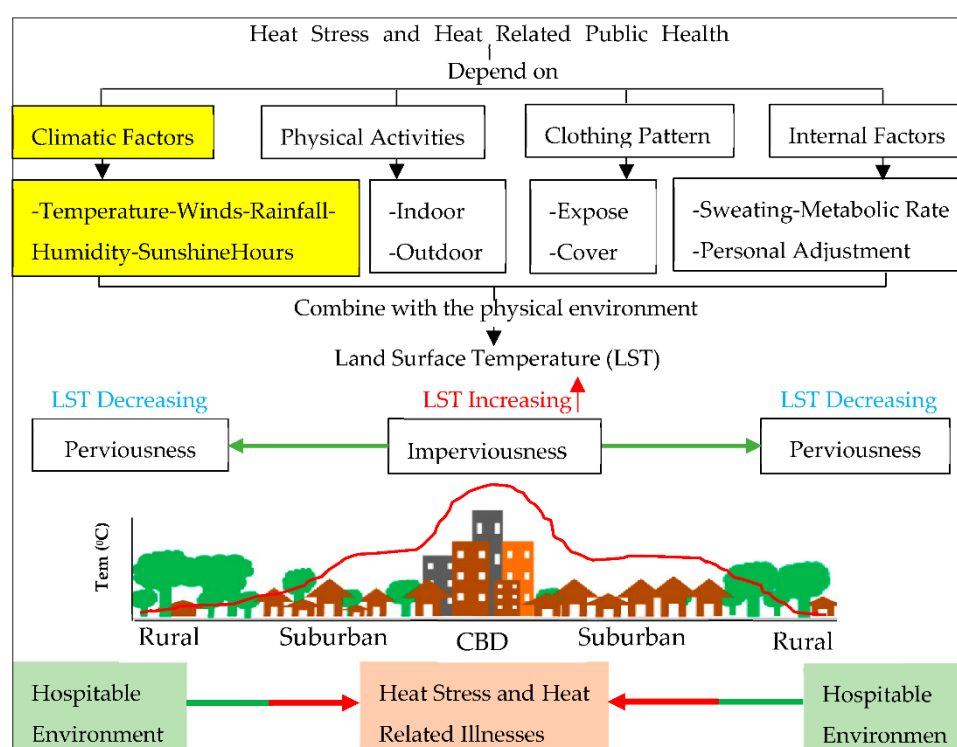 Heat Stress and Heat Related Public Health
Depend on
Climatic Factors
Physical Activities
Clothing Pattern
Internal Factors
-Temperature-Winds-Rainfall-
Humidity-SunshineHours
-Indoor
-Outdoor
-Expose
-Cover
-Sweating-Metabolic Rate
-Personal Adjustment
Combine with the physical environment
Land Surface Temperature (LST)
LST Decreasing
LST Increasing
LST Decreasing
Perviousness
Imperviousness
Perviousness
Tem (⁰C)
Rural
Suburban
CBD
Suburban
Rural
Hospitable
Environment
Heat Stress and Heat
Related Illnesses
Hospitable
Environmen